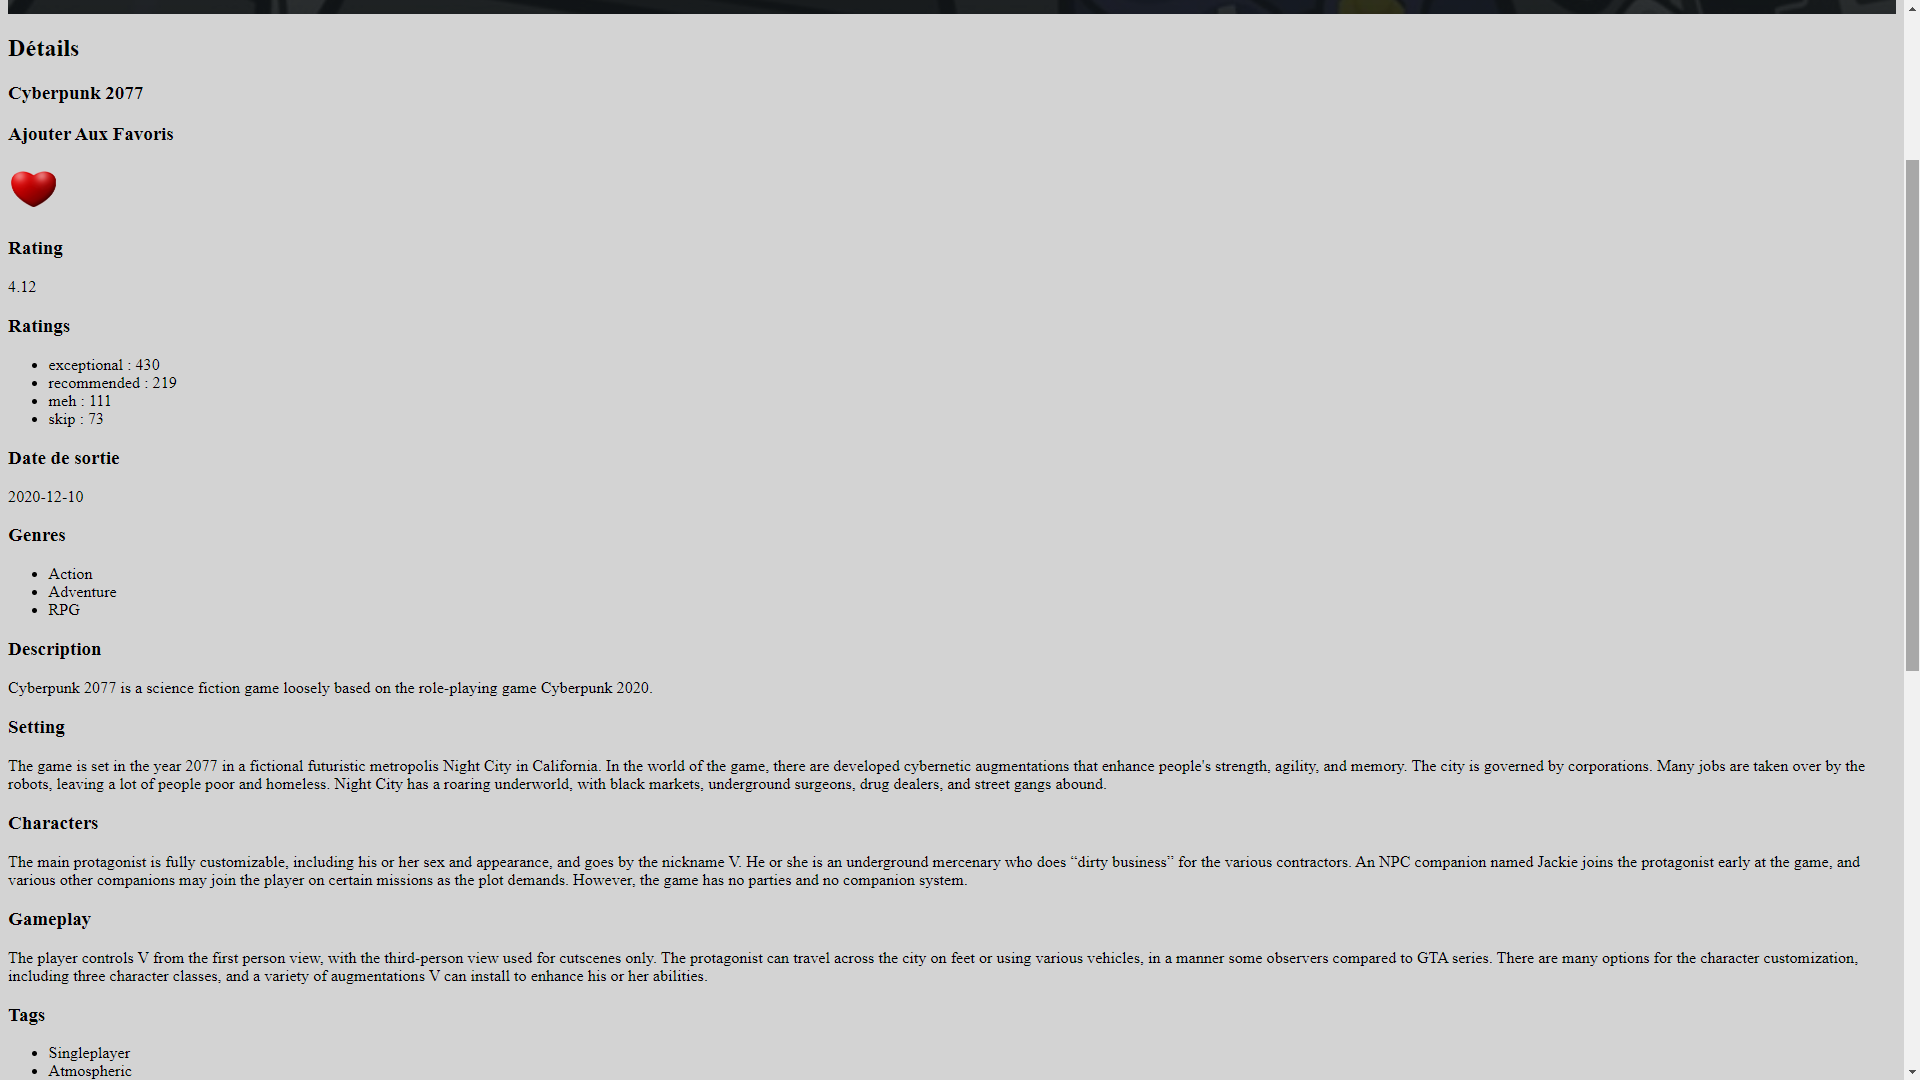 Détails
Cyberpunk 2077
Ajouter Aux Favoris
Rating
4.12
Ratings
exceptional : 430
recommended : 219
meh : 111
skip : 73
Date de sortie
2020-12-10
Genres
Action
Adventure
RPG
Description
Cyberpunk 2077 is a science fiction game loosely based on the role-playing game Cyberpunk 2020.
Setting
The game is set in the year 2077 in a fictional futuristic metropolis Night City in California. In the world of the game, there are developed cybernetic augmentations that enhance people's strength, agility, and memory. The city is governed by corporations. Many jobs are taken over by the
robots, leaving a lot of people poor and homeless. Night City has a roaring underworld, with black markets, underground surgeons, drug dealers, and street gangs abound.
Characters
The main protagonist is fully customizable, including his or her sex and appearance, and goes by the nickname V. He or she is an underground mercenary who does “dirty business” for the various contractors. An NPC companion named Jackie joins the protagonist early at the game, and
various other companions may join the player on certain missions as the plot demands. However, the game has no parties and no companion system.
Gameplay
The player controls V from the first person view, with the third-person view used for cutscenes only. The protagonist can travel across the city on feet or using various vehicles, in a manner some observers compared to GTA series. There are many options for the character customization,
including three character classes, and a variety of augmentations V can install to enhance his or her abilities.
Tags
Singleplayer
Atmospheric